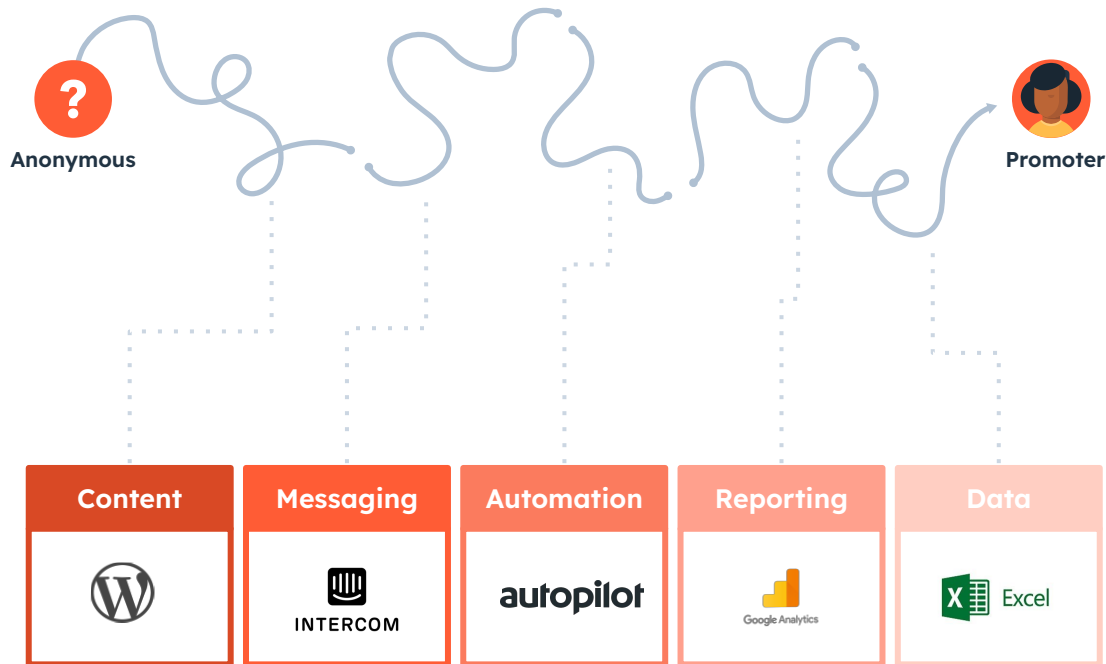 ?
Anonymous
Promoter
Content
Messaging
Automation
Reporting
Data
W
INTERCOM
autopilot
Google Analytics
X
Excel